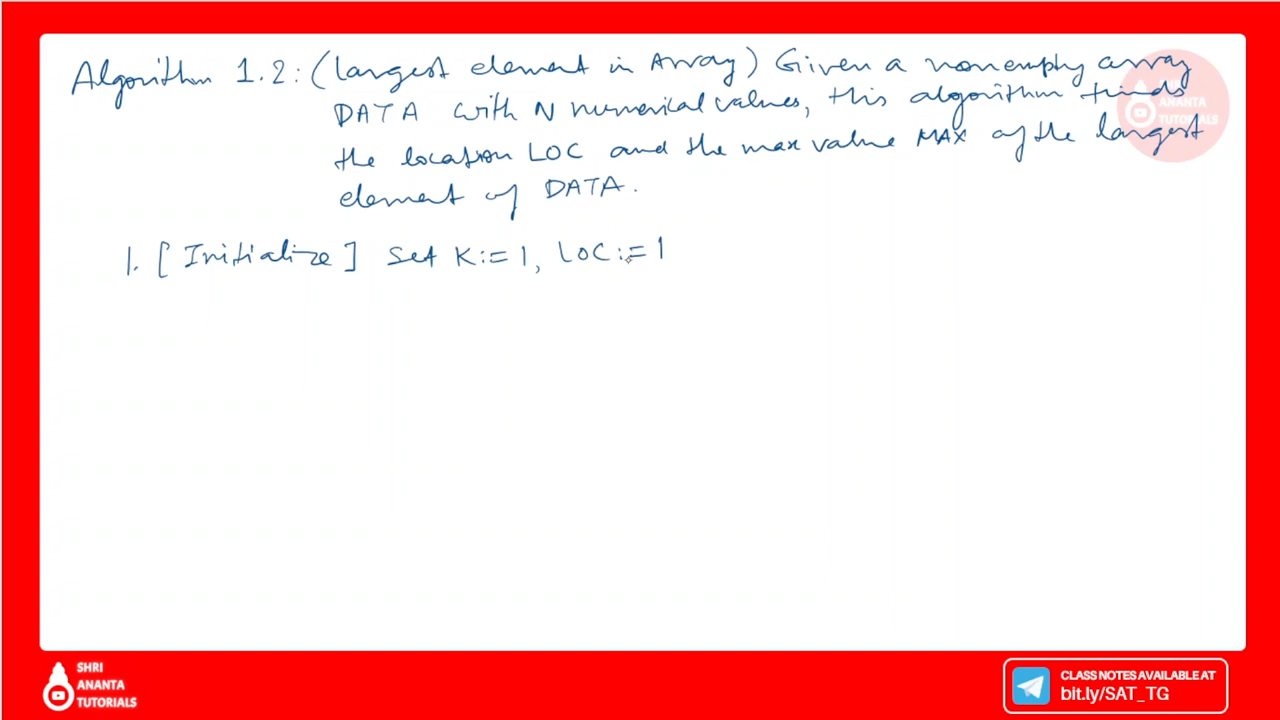 Algorithm 1.2: (largest element in Array) Given a nonempty array
DATA with N numerical values, this algorithm finds
the location LOC and the max value MAX of the largest
element of DATA.
1. [Initialize] Set K:= 1, LOC:= 1
ANANTA
TUTORIALS
SHRI
ANANTA
TUTORIALS
CLASS NOTES AVAILABLE AT
bit.ly/SAT_TG